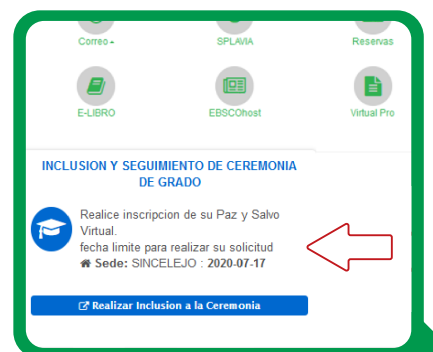 Correo
SPLAVIA
Reservas
E-LIBRO
EBSCOhost
Virtual Pro
INCLUSION Y SEGUIMIENTO DE CEREMONIA
DE GRADO
Realice inscripcion de su Paz y Salvo
Virtual.
fecha limite para realizar su solicitud
Sede: SINCELEJO : 2020-07-17
Realizar Inclusion a la Ceremonia